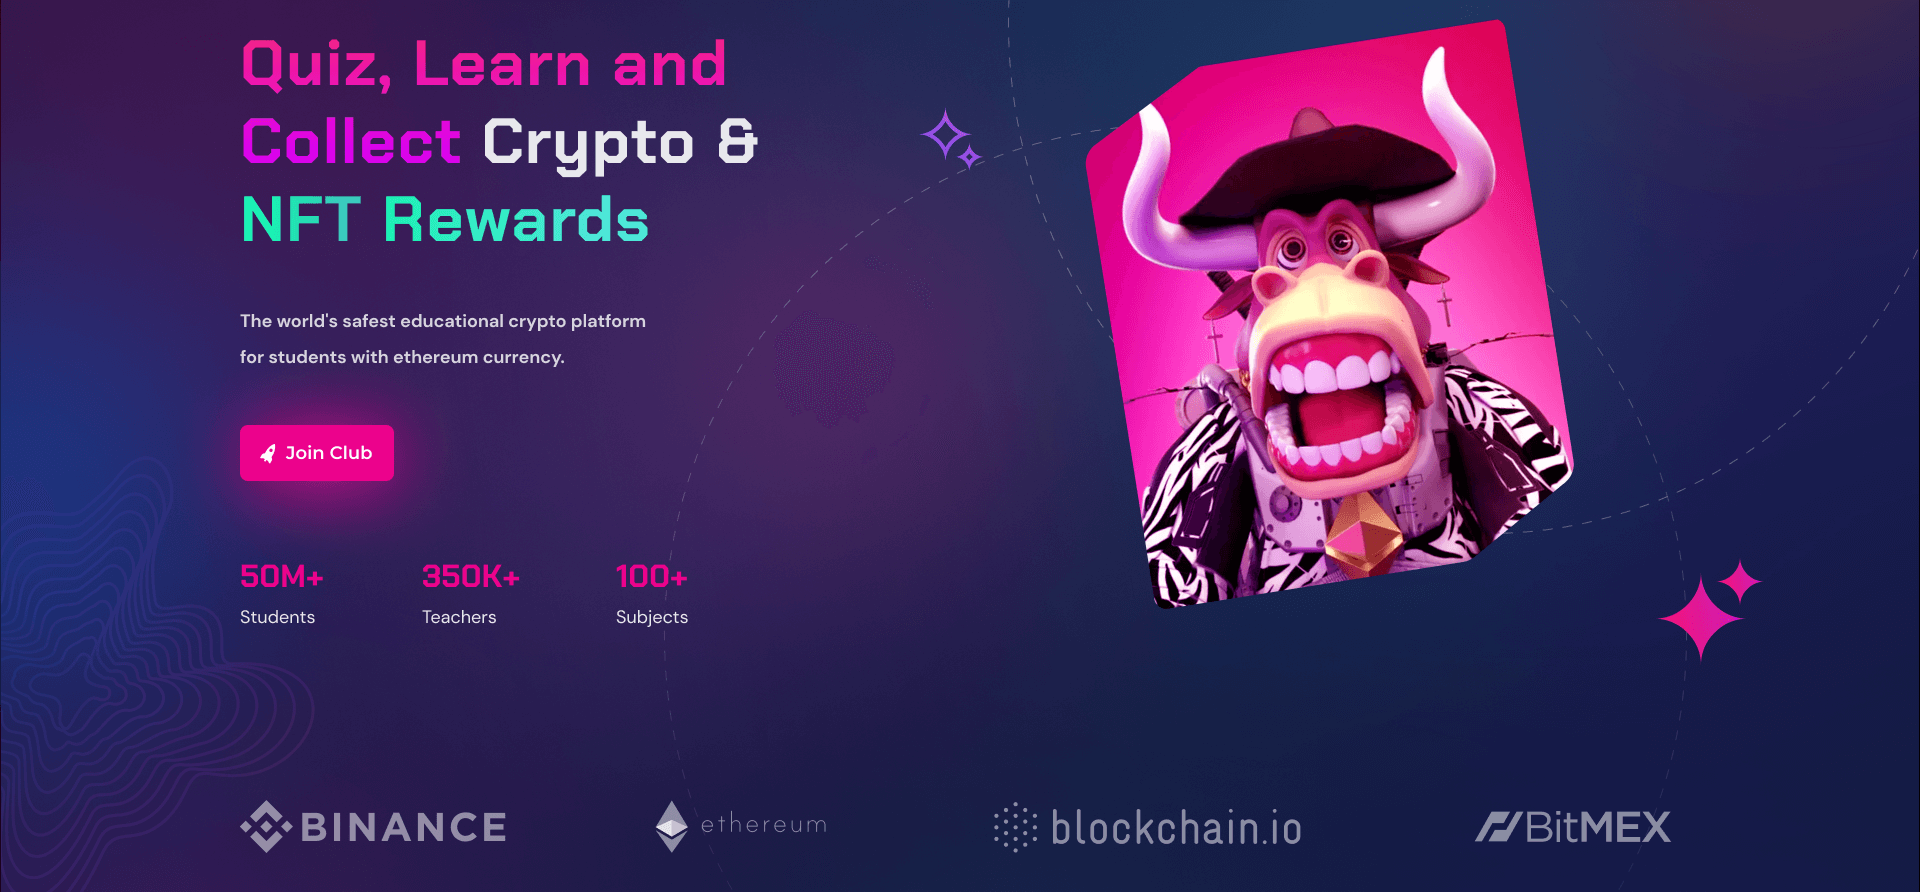 Quiz, Learn and
Collect Crypto &
NFT Rewards
The world's safest educational crypto platform
for students with ethereum currency.
Join Club
50M+
Students
350K+
Teachers
100+
Subjects
BINANCE
ethereum
blockchain.io
BitMEX